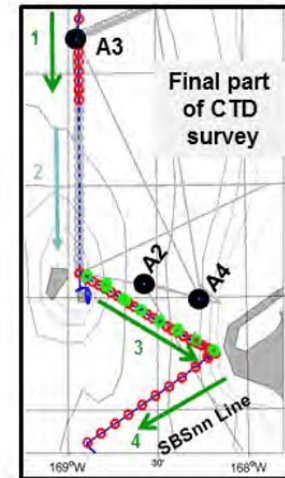 1
A3
Final part
of CTD
survey
2
A2
A4
3
4
SBSnn Line
169°W
30'
168°W